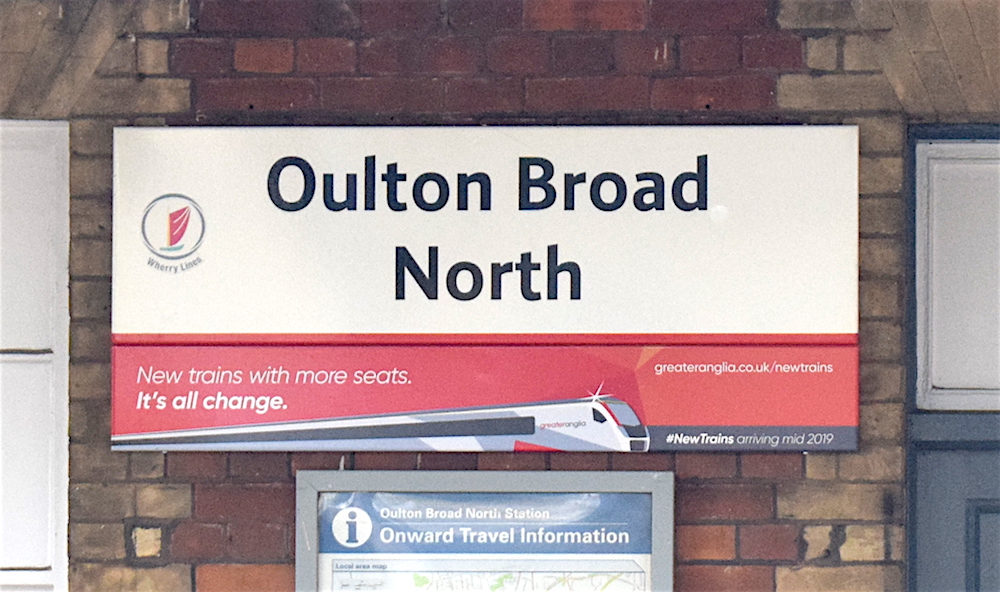 Oulton Broad
North
Wherry Lines
New trains with more seats.
It's all change.
greateranglia.co.uk/newtrains
greateranglia
#NewTrains arriving mid 2019
i
Oulton Broad North Station
Onward Travel Information
Local area map